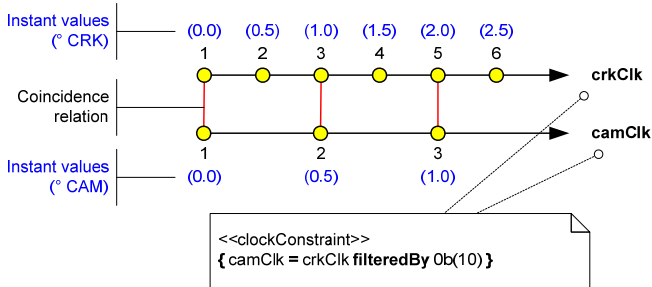 Instant values
(° CRK)
(0.0) (0.5) (1.0) (1.5) (2.0) (2.5)
1 2 3 4 5 6
crkClk
Coincidence
relation
camClk
1 2 3
Instant values
(° CAM)
(0.0) (0.5) (1.0)
<<clockConstraint>>
{ camClk = crkClk filteredBy 0b(10) }